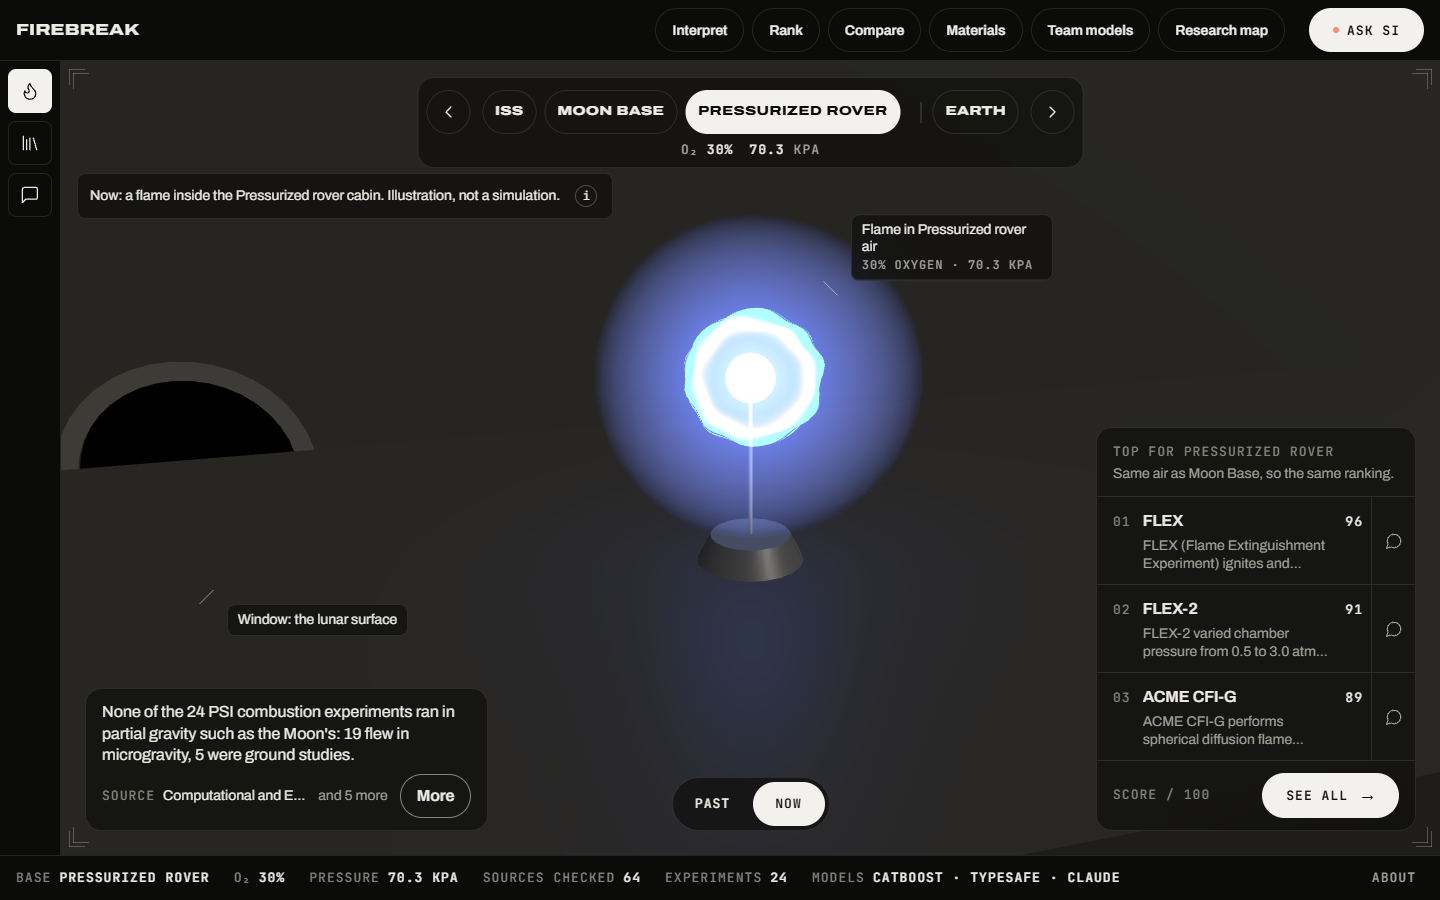 FIREBREAK
Interpret
Rank
Compare
Materials
Team models
Research map
ASK SI
ISS
MOON BASE
PRESSURIZED ROVER
EARTH
O₂ 30% 70.3 KPA
Now: a flame inside the Pressurized rover cabin. Illustration, not a simulation.
i
Flame in Pressurized rover
air
30% OXYGEN · 70.3 KPA
Window: the lunar surface
TOP FOR PRESSURIZED ROVER
Same air as Moon Base, so the same ranking.
01 FLEX 96
FLEX (Flame Extinguishment
Experiment) ignites and...
02 FLEX-2 91
FLEX-2 varied chamber
pressure from 0.5 to 3.0 atm...
03 ACME CFI-G 89
ACME CFI-G performs
spherical diffusion flame...
SCORE / 100
SEE ALL →
None of the 24 PSI combustion experiments ran in
partial gravity such as the Moon's: 19 flew in
microgravity, 5 were ground studies.
SOURCE Computational and E... and 5 more
More
PAST
NOW
BASE PRESSURIZED ROVER O₂ 30% PRESSURE 70.3 KPA SOURCES CHECKED 64 EXPERIMENTS 24 MODELS CATBOOST · TYPESAFE · CLAUDE ABOUT